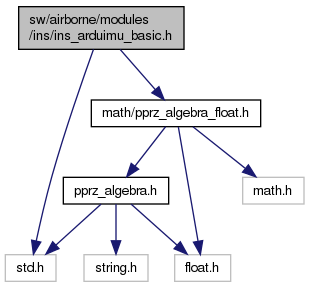 sw/airborne/modules
/ins/ins_arduimu_basic.h
math/pprz_algebra_float.h
pprz_algebra.h
math.h
std.h
string.h
float.h